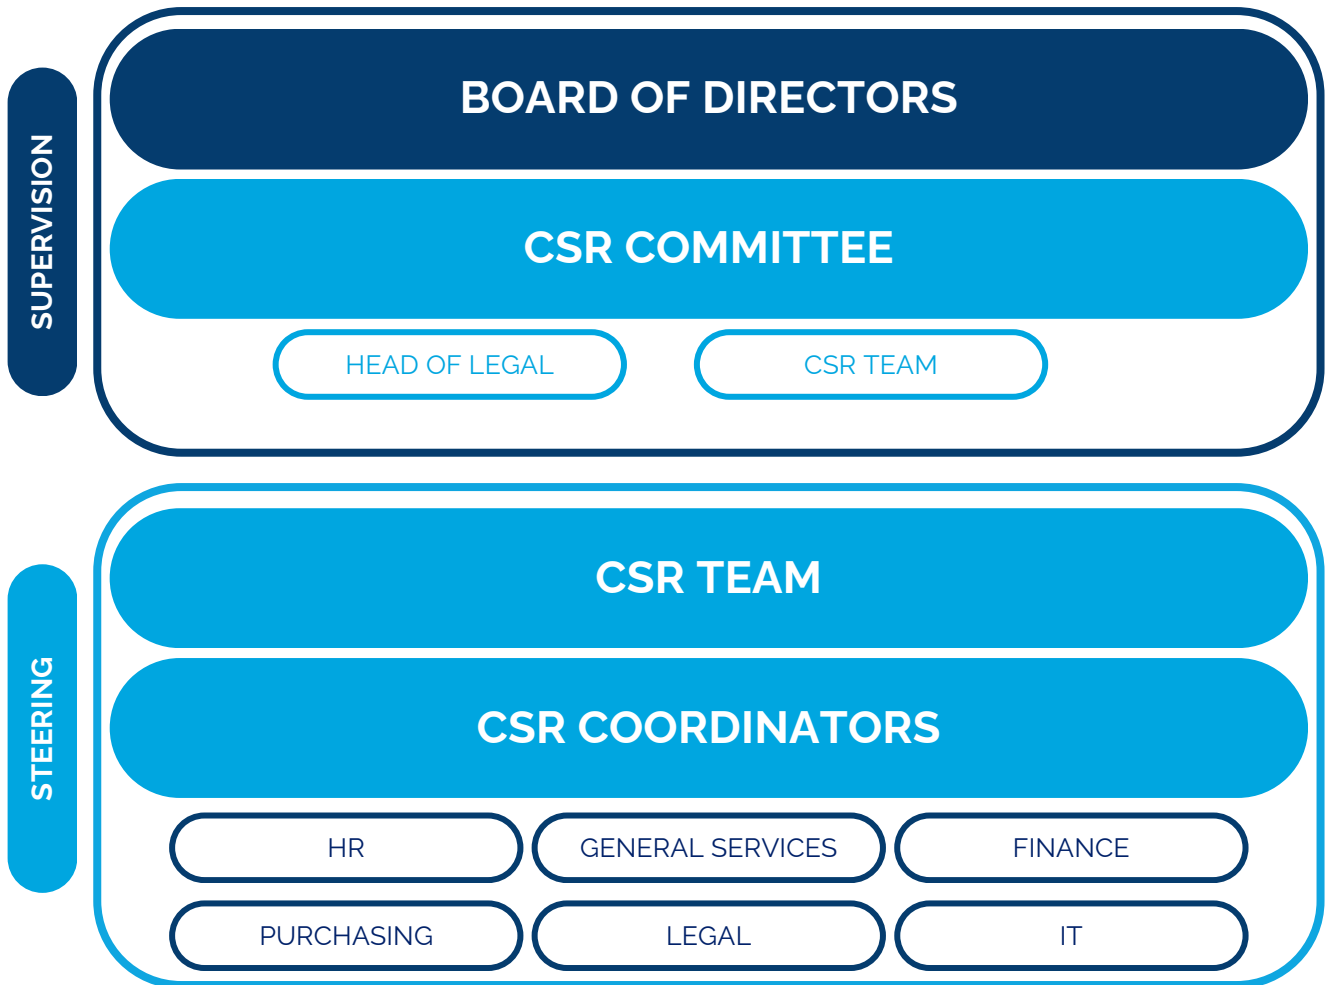 SUPERVISION
BOARD OF DIRECTORS
CSR COMMITTEE
HEAD OF LEGAL
CSR TEAM
STEERING
CSR TEAM
CSR COORDINATORS
HR
GENERAL SERVICES
FINANCE
PURCHASING
LEGAL
IT